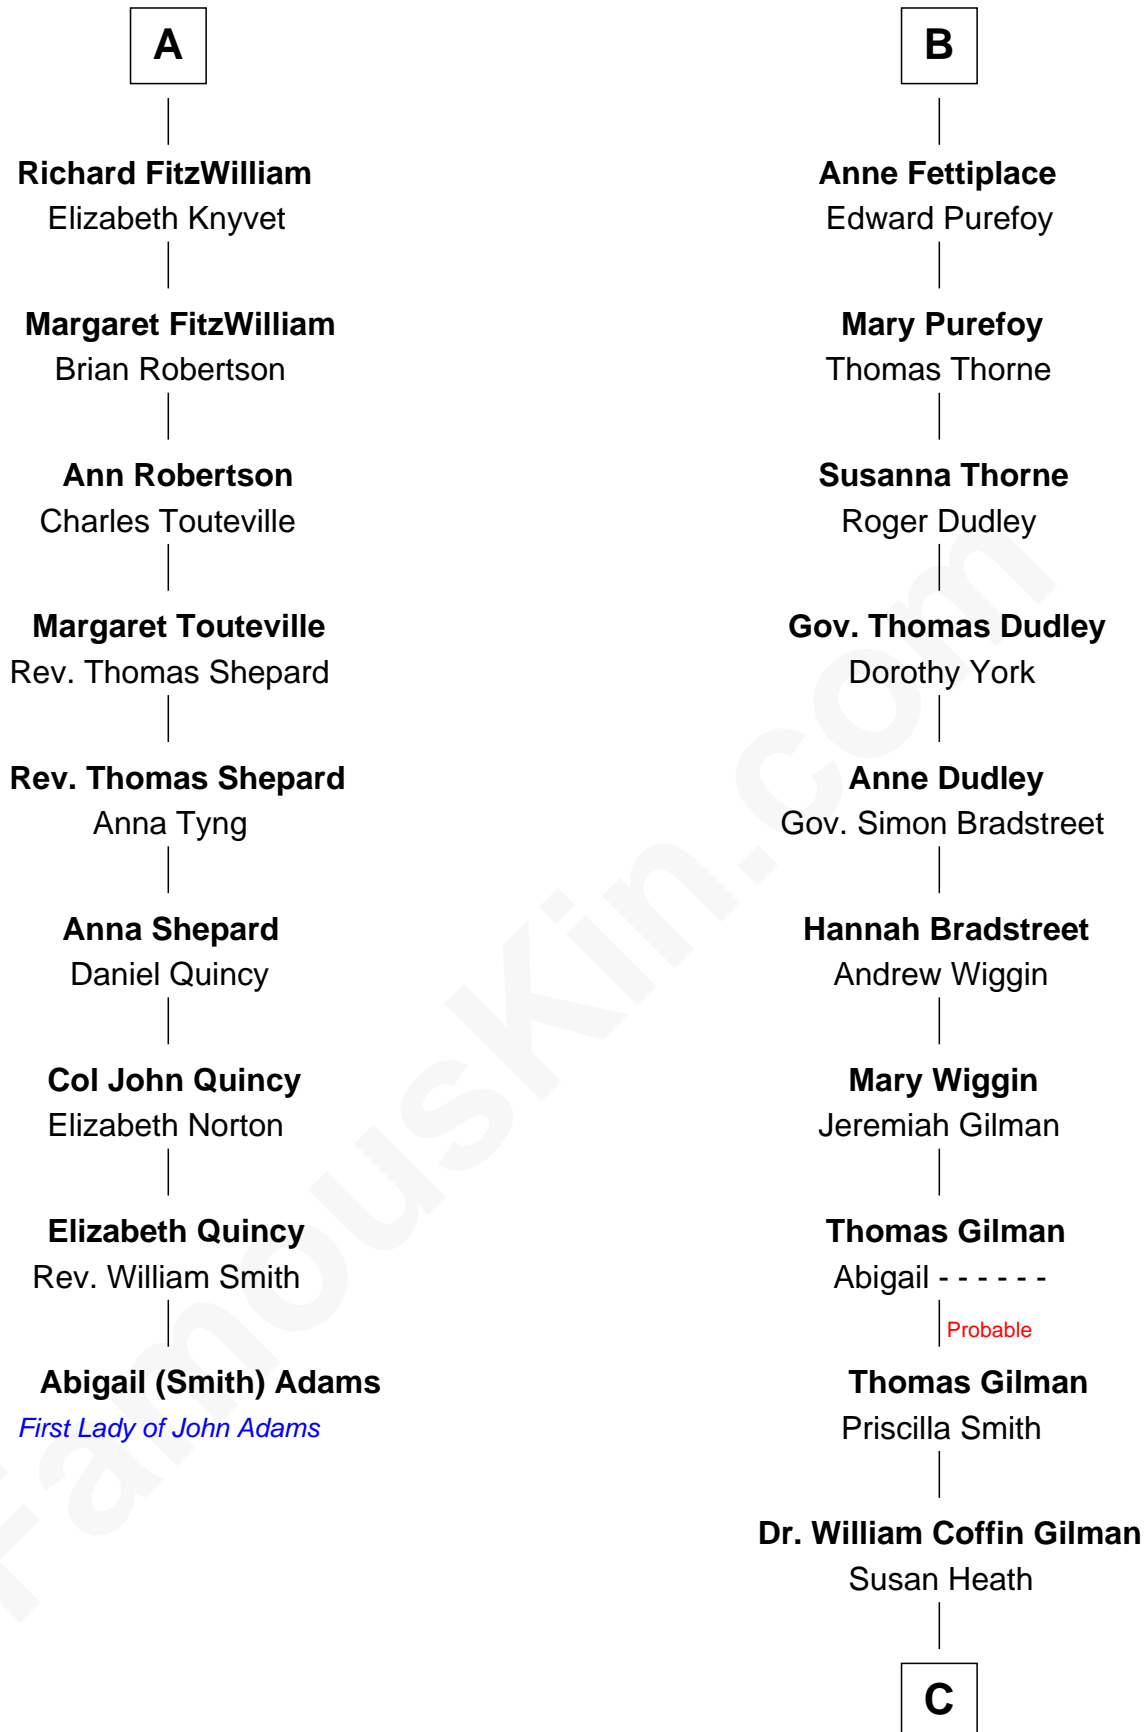 A
Richard FitzWilliam
Elizabeth Knyvet
Margaret FitzWilliam
Brian Robertson
Ann Robertson
Charles Touteville
Margaret Touteville
Rev. Thomas Shepard
Rev. Thomas Shepard
Anna Tyng
Anna Shepard
Daniel Quincy
Col John Quincy
Elizabeth Norton
Elizabeth Quincy
Rev. William Smith
Abigail (Smith) Adams
First Lady of John Adams
B
Anne Fettiplace
Edward Purefoy
Mary Purefoy
Thomas Thorne
Susanna Thorne
Roger Dudley
Gov. Thomas Dudley
Dorothy York
Anne Dudley
Gov. Simon Bradstreet
Hannah Bradstreet
Andrew Wiggin
Mary Wiggin
Jeremiah Gilman
Thomas Gilman
Abigail - - - - - -
Probable
Thomas Gilman
Priscilla Smith
Dr. William Coffin Gilman
Susan Heath
C
FamousKin.com